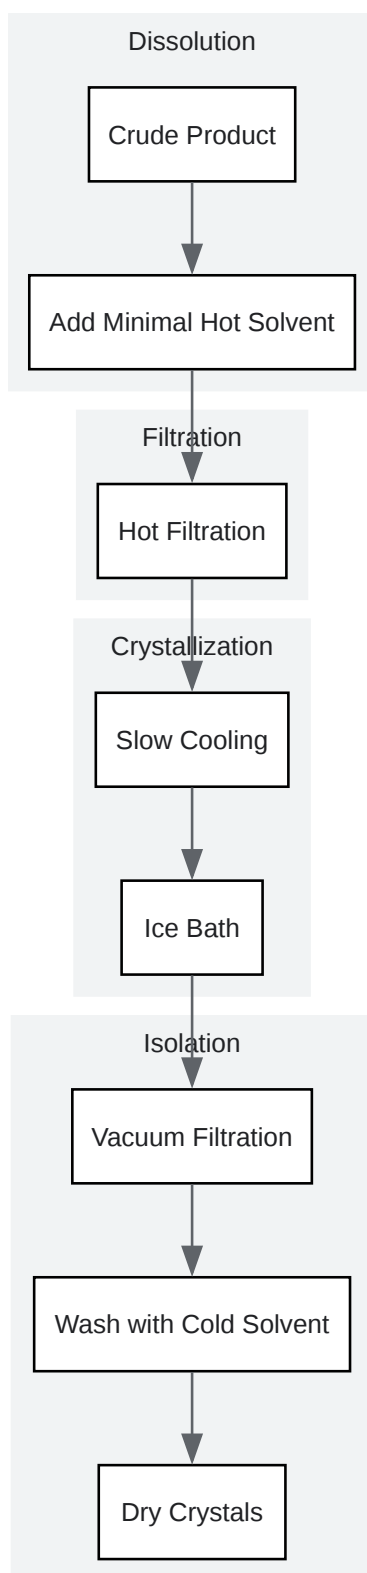 Dissolution
Crude Product
Add Minimal Hot Solvent
Filtration
Hot Filtration
Crystallization
Slow Cooling
Ice Bath
Isolation
Vacuum Filtration
Wash with Cold Solvent
Dry Crystals